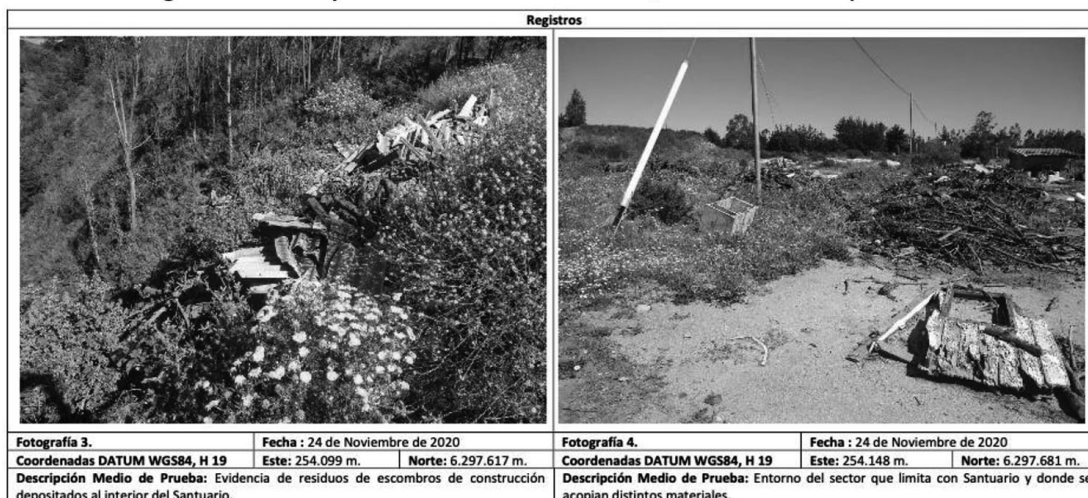 Registros
Fotografía 3.
Fecha : 24 de Noviembre de 2020
Fotografía 4.
Fecha : 24 de Noviembre de 2020
Coordenadas DATUM WGS84, H 19
Este: 254.099 m.
Norte: 6.297.617 m.
Coordenadas DATUM WGS84, H 19
Este: 254.148 m.
Norte: 6.297.681 m.
Descripción Medio de Prueba: Evidencia de residuos de escombros de construcción
depositados al interior del Santuario.
Descripción Medio de Prueba: Entorno del sector que limita con Santuario y donde
acopian distintos materiales.